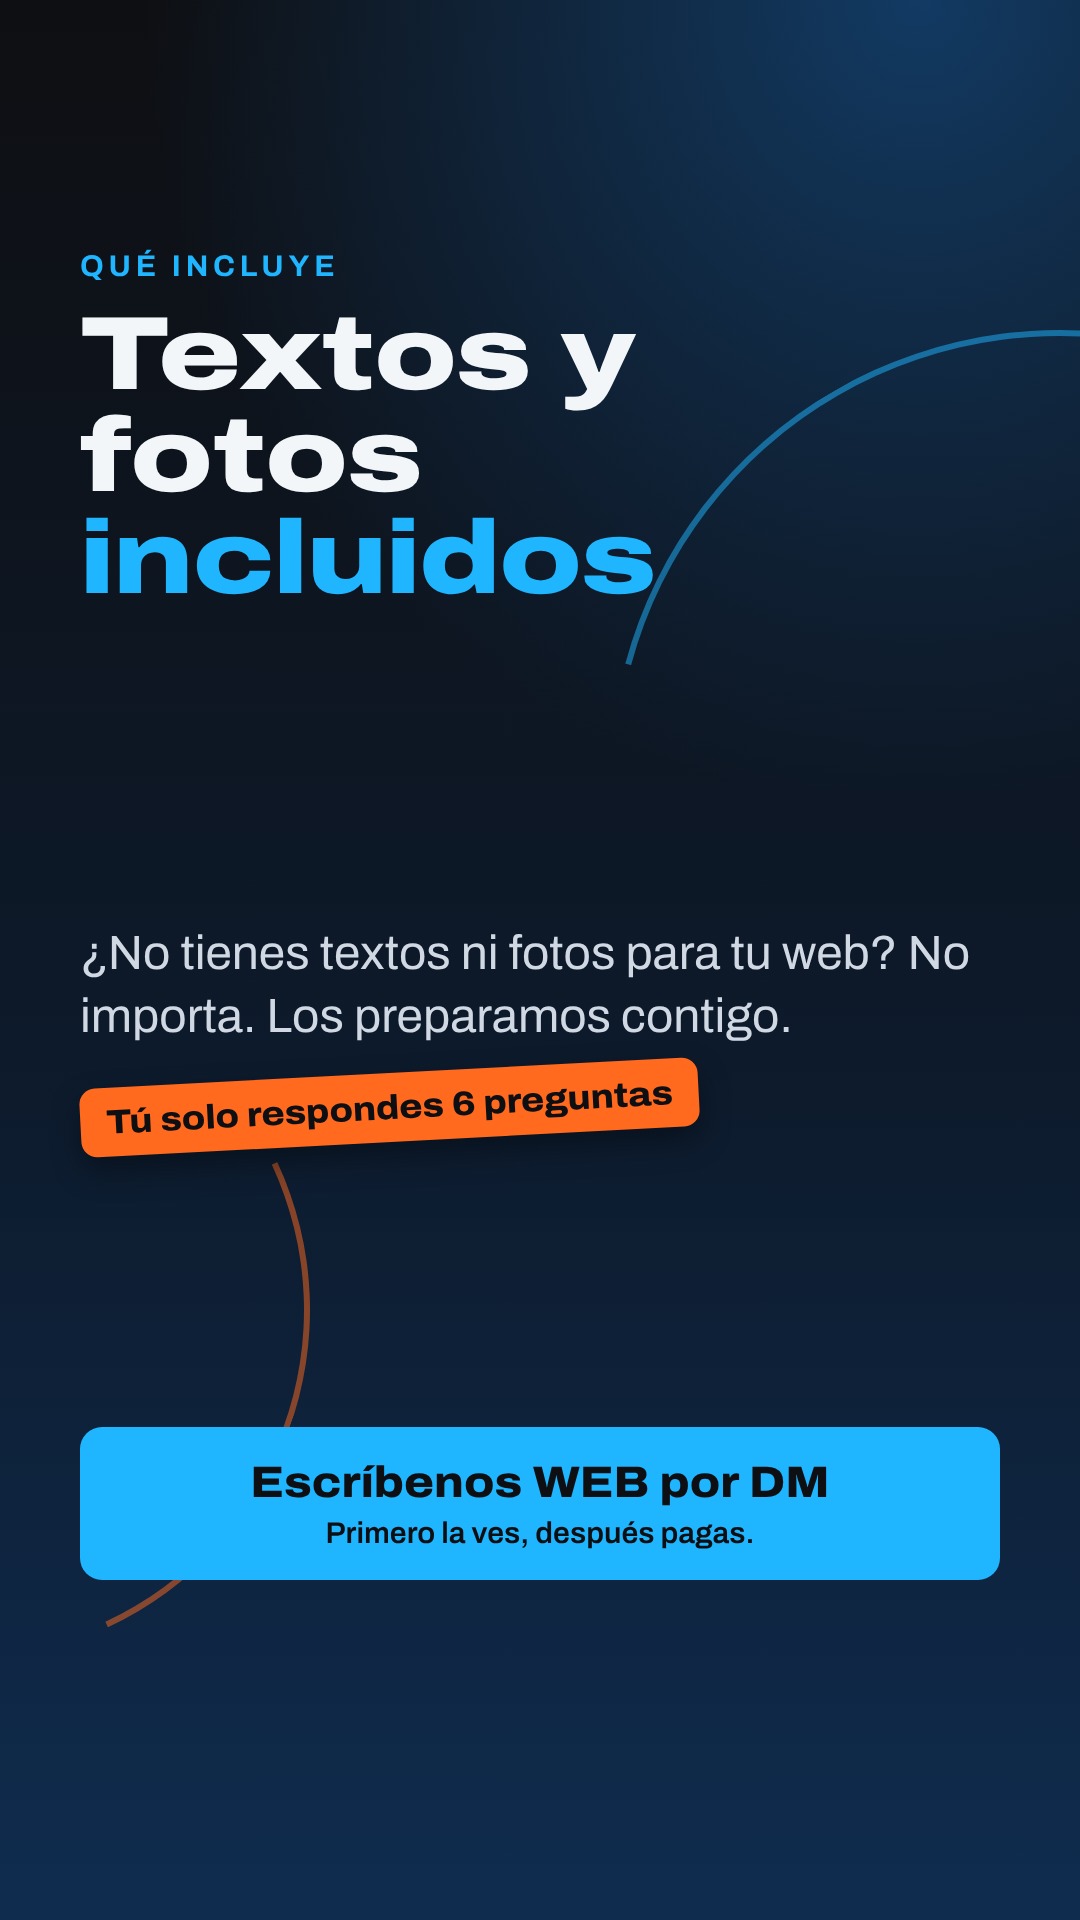 QUÉ INCLUYE
Textos y
fotos
incluidos
¿No tienes textos ni fotos para tu web? No
importa. Los preparamos contigo.
Tú solo respondes 6 preguntas
Escríbenos WEB por DM
Primero la ves, después pagas.